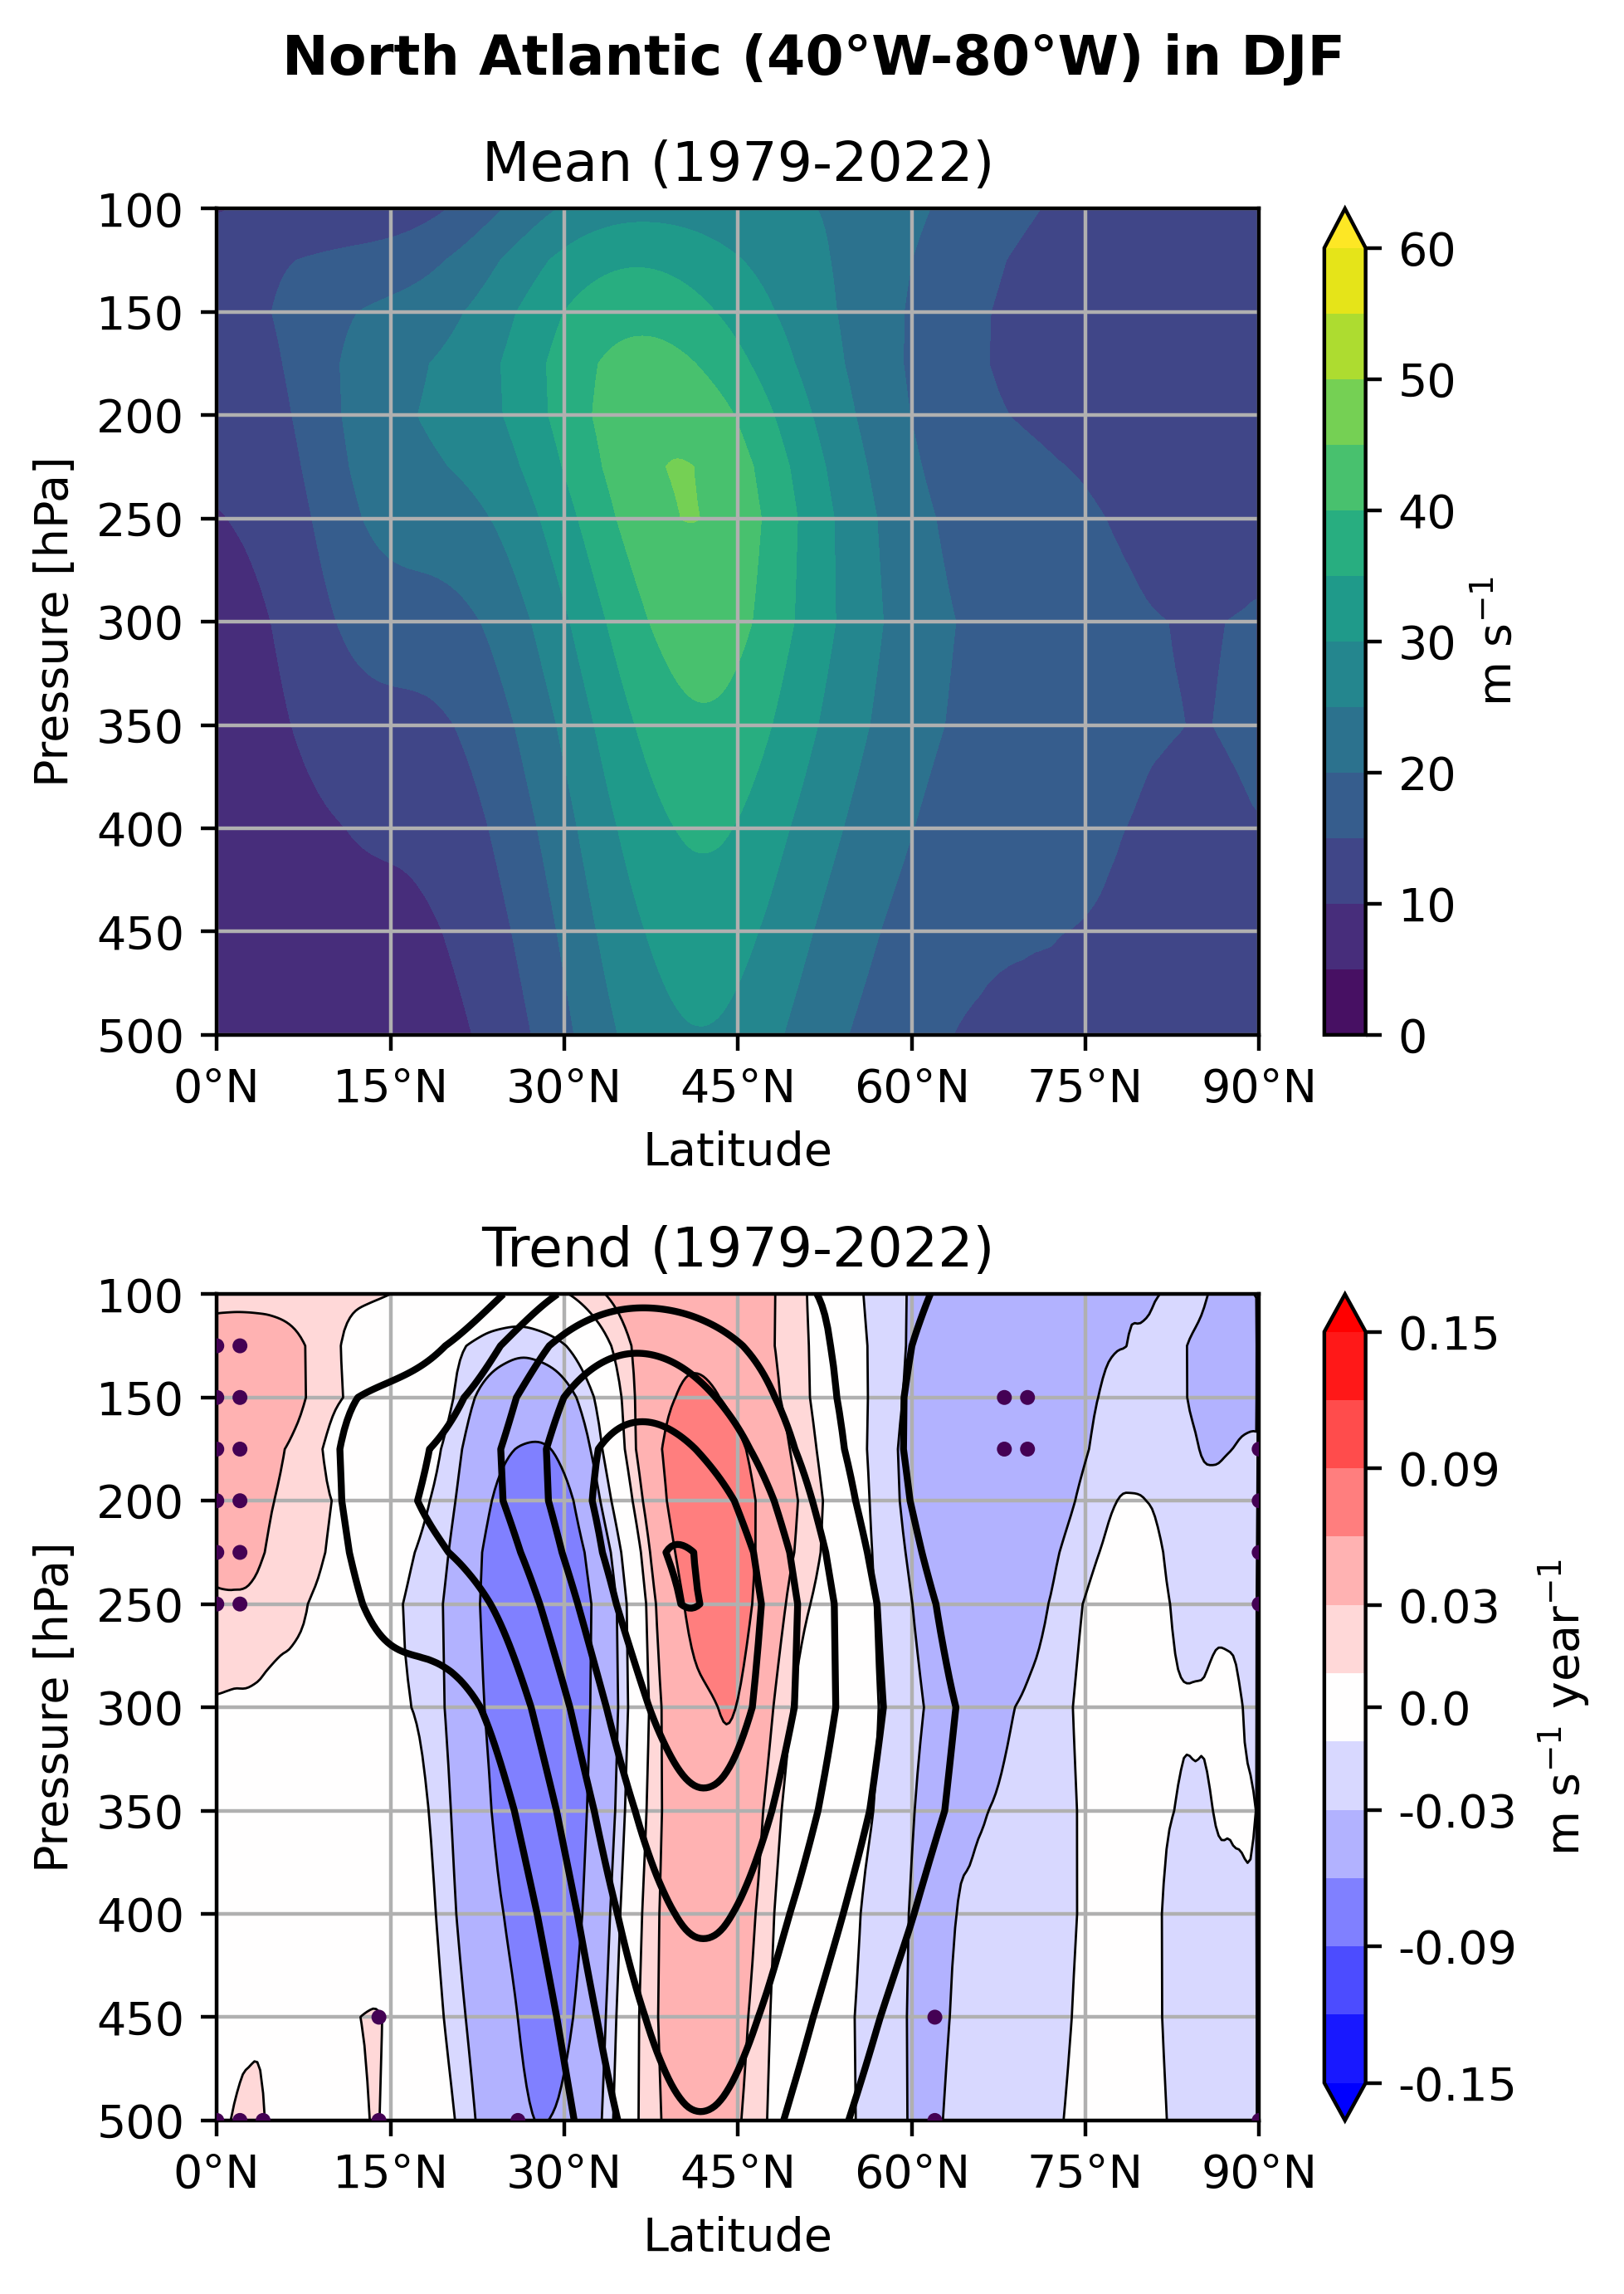 North Atlantic (40°W-80°W) in DJF
Mean (1979-2022)
100
150
200
250
300
350
400
450
500
Pressure [hPa]
0°N 15°N 30°N 45°N 60°N 75°N 90°N
Latitude
60
50
40
30
20
10
0
m s⁻¹
Trend (1979-2022)
100
150
200
250
300
350
400
450
500
Pressure [hPa]
0°N 15°N 30°N 45°N 60°N 75°N 90°N
Latitude
0.15
0.09
0.03
0.0
-0.03
-0.09
-0.15
m s⁻¹ year⁻¹